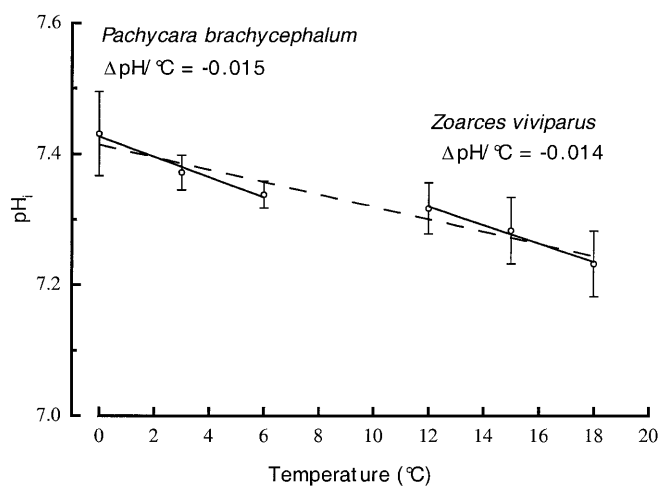 7.6
Pachycara brachycephalum
ΔpH/°C = -0.015
Zoarces viviparus
ΔpH/°C = -0.014
7.4
pHi
7.2
7.0
0 2 4 6 8 10 12 14 16 18 20
Temperature (°C)